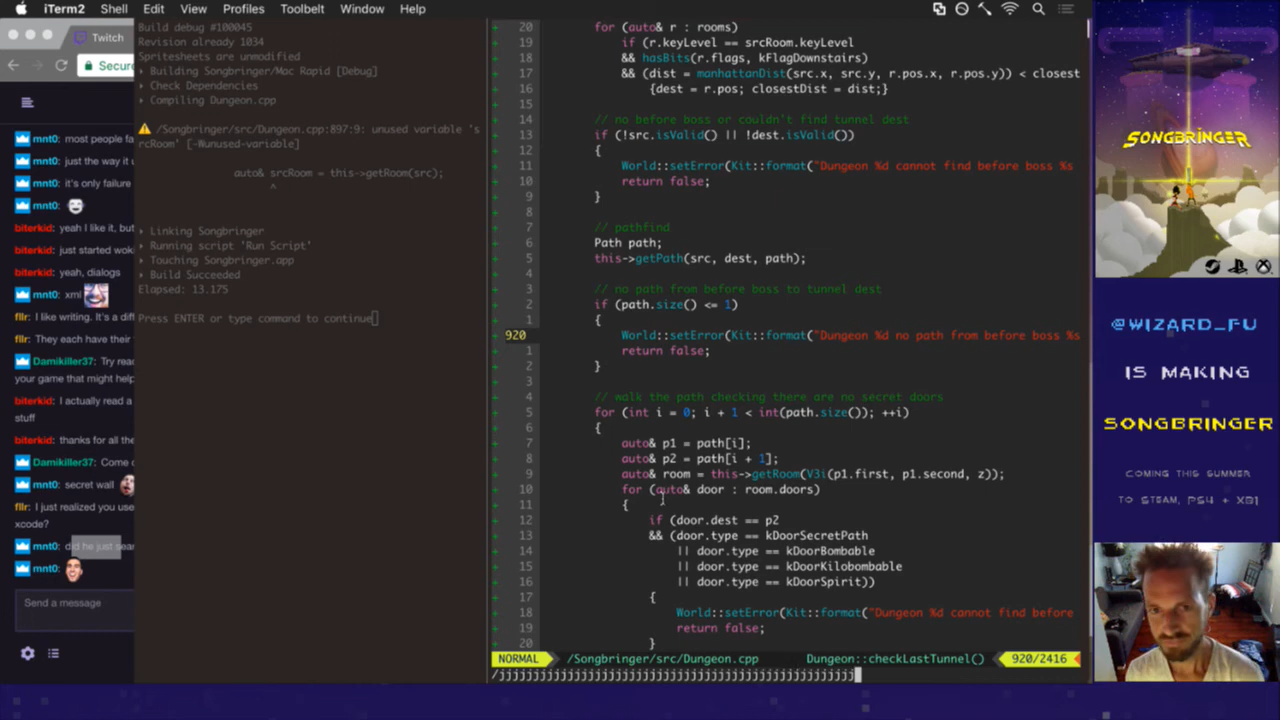 iTerm2 Shell Edit View Profiles Toolbelt Window Help
Twitch
Secure
mnt0: most people fa
mnt0: just the way it
mnt0: it's only failure
mnt0:
biterkid: yeah I like it, but
biterkid: just started
biterkid: yeah, dialogs
mnt0: xml
fllr: I like writing. It's a dif
fllr: They each have their
Damikiller37: Try
your game that might help
biterkid: I actually read a
stuff
biterkid: thanks for all the
Damikiller37: Come
mnt0: secret wall
fllr: I just realized you use
xcode?
mnt0: did he just sear
mnt0:
Send a message
Build debug #100045
Revision already 1034
Spritesheets are unmodified
▸ Building Songbringer/Mac Rapid [Debug]
▸ Check Dependencies
▸ Compiling Dungeon.cpp
/Songbringer/src/Dungeon.cpp:897:9: unused variable 's
rcRoom' [-Wunused-variable]
auto& srcRoom = this->getRoom(src);
^
▸ Linking Songbringer
▸ Running script 'Run Script'
▸ Touching Songbringer.app
▸ Build Succeeded
Elapsed: 13.175
Press ENTER or type command to continue
20 for (auto& r : rooms)
19 if (r.keyLevel == srcRoom.keyLevel
18 && hasBits(r.flags, kFlagDownstairs)
17 && (dist = manhattanDist(src.x, src.y, r.pos.x, r.pos.y)) < closest
16 {dest = r.pos; closestDist = dist;}
15
14 // no before boss or couldn't find tunnel dest
13 if (!src.isValid() || !dest.isValid())
12 {
11 World::setError(Kit::format("Dungeon %d cannot find before boss %s
10 return false;
9 }
8
7 // pathfind
6 Path path;
5 this->getPath(src, dest, path);
4
3 // no path from before boss to tunnel dest
2 if (path.size() <= 1)
1 {
920 World::setError(Kit::format("Dungeon %d no path from before boss %s
1 return false;
2 }
3
4 // walk the path checking there are no secret doors
5 for (int i = 0; i + 1 < int(path.size()); ++i)
6 {
7 auto& p1 = path[i];
8 auto& p2 = path[i + 1];
9 auto& room = this->getRoom(V3i(p1.first, p1.second, z));
10 for (auto& door : room.doors)
11 {
12 if (door.dest == p2
13 && (door.type == kDoorSecretPath
14 || door.type == kDoorBombable
15 || door.type == kDoorKilobombable
16 || door.type == kDoorSpirit))
17 {
18 World::setError(Kit::format("Dungeon %d cannot find before
19 return false;
20 }
NORMAL /Songbringer/src/Dungeon.cpp Dungeon::checkLastTunnel() 920/2416
SONGBRINGER
@WIZARD_FU
IS MAKING
SONGBRINGER
COMING THIS SUMMER
TO STEAM, PS4 + XB1